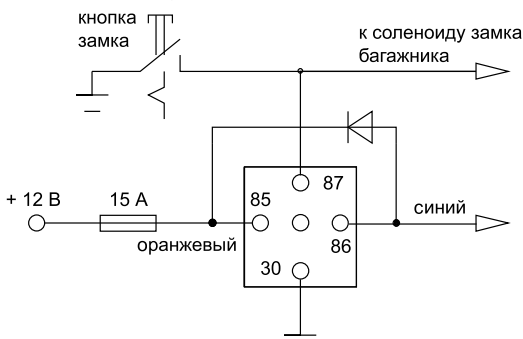 кнопка
замка
к соленоиду замка
багажника
87
+ 12 В
15 А
85
синий
оранжевый
86
30